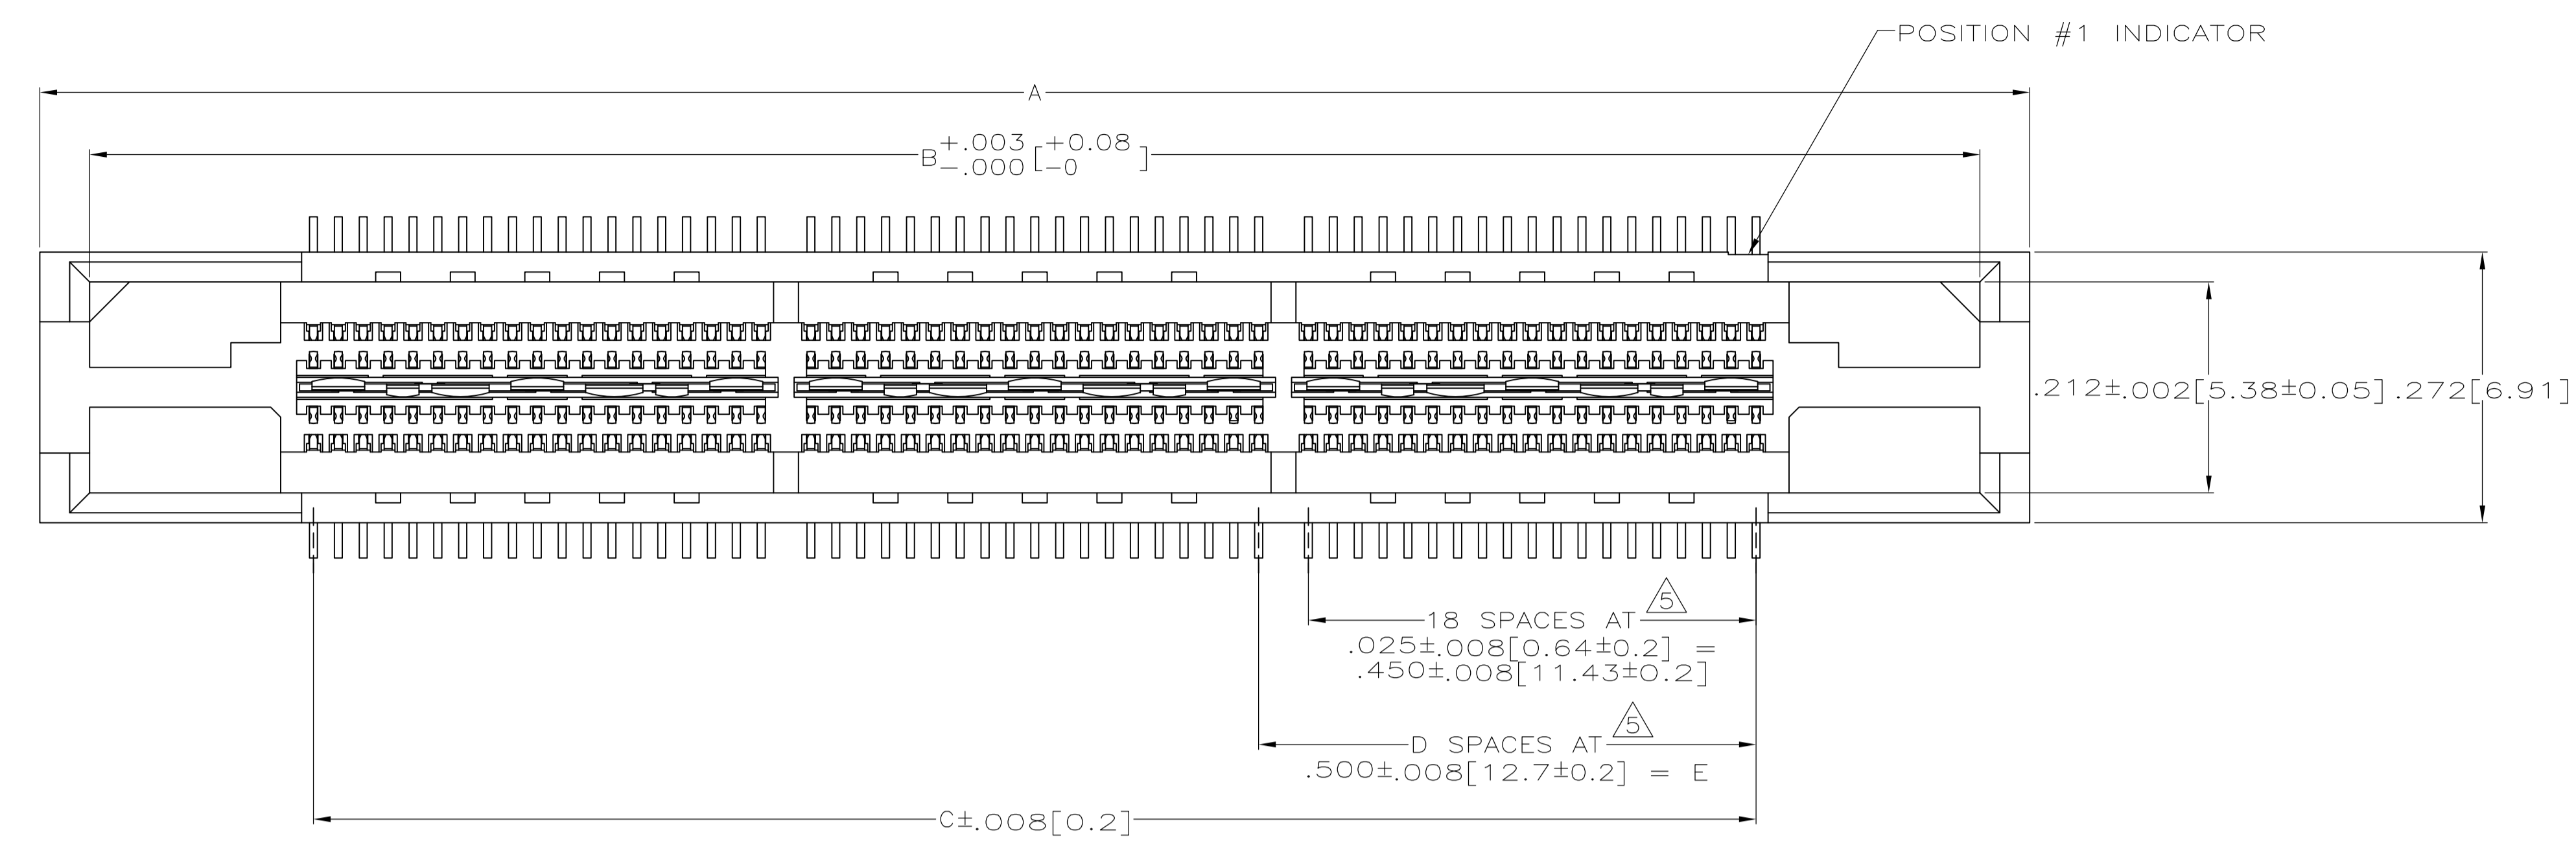 POSITION #1 INDICATOR
A
B +.003 [+0.08
-.000 [-0 ]
.212±.002[5.38±0.05]
.272[6.91]
5
18 SPACES AT
.025±.008[0.64±0.2] =
.450±.008[11.43±0.2]
5
D SPACES AT
.500±.008[12.7±0.2] = E
C±.008[0.2]